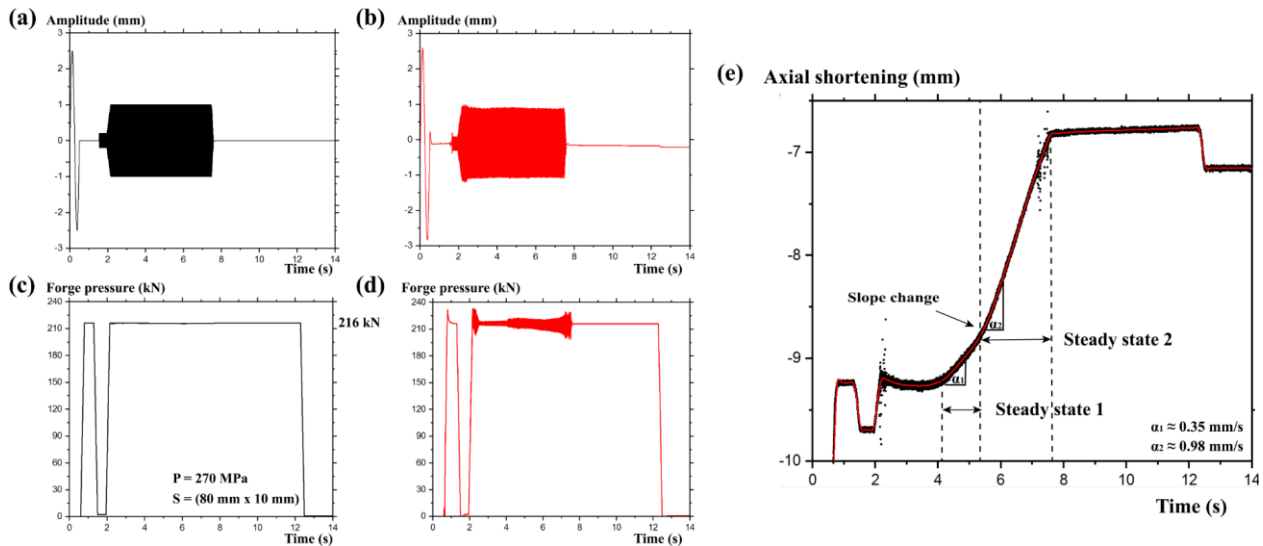 (a) Amplitude (mm)
3
2
1
0
-1
-2
-3
0 2 4 6 8 10 12 14
Time (s)
(b) Amplitude (mm)
3
2
1
0
-1
-2
-3
0 2 4 6 8 10 12 14
Time (s)
(c) Forge pressure (kN)
240
210
180
150
120
90
60
30
0
216 kN
P = 270 MPa
S = (80 mm x 10 mm)
0 2 4 6 8 10 12 14
Time (s)
(d) Forge pressure (kN)
240
210
180
150
120
90
60
30
0
0 2 4 6 8 10 12 14
Time (s)
(e) Axial shortening (mm)
-7
-8
-9
-10
Slope change
α₂
Steady state 2
α₁
Steady state 1
α₁ ≈ 0.35 mm/s
α₂ ≈ 0.98 mm/s
0 2 4 6 8 10 12 14
Time (s)